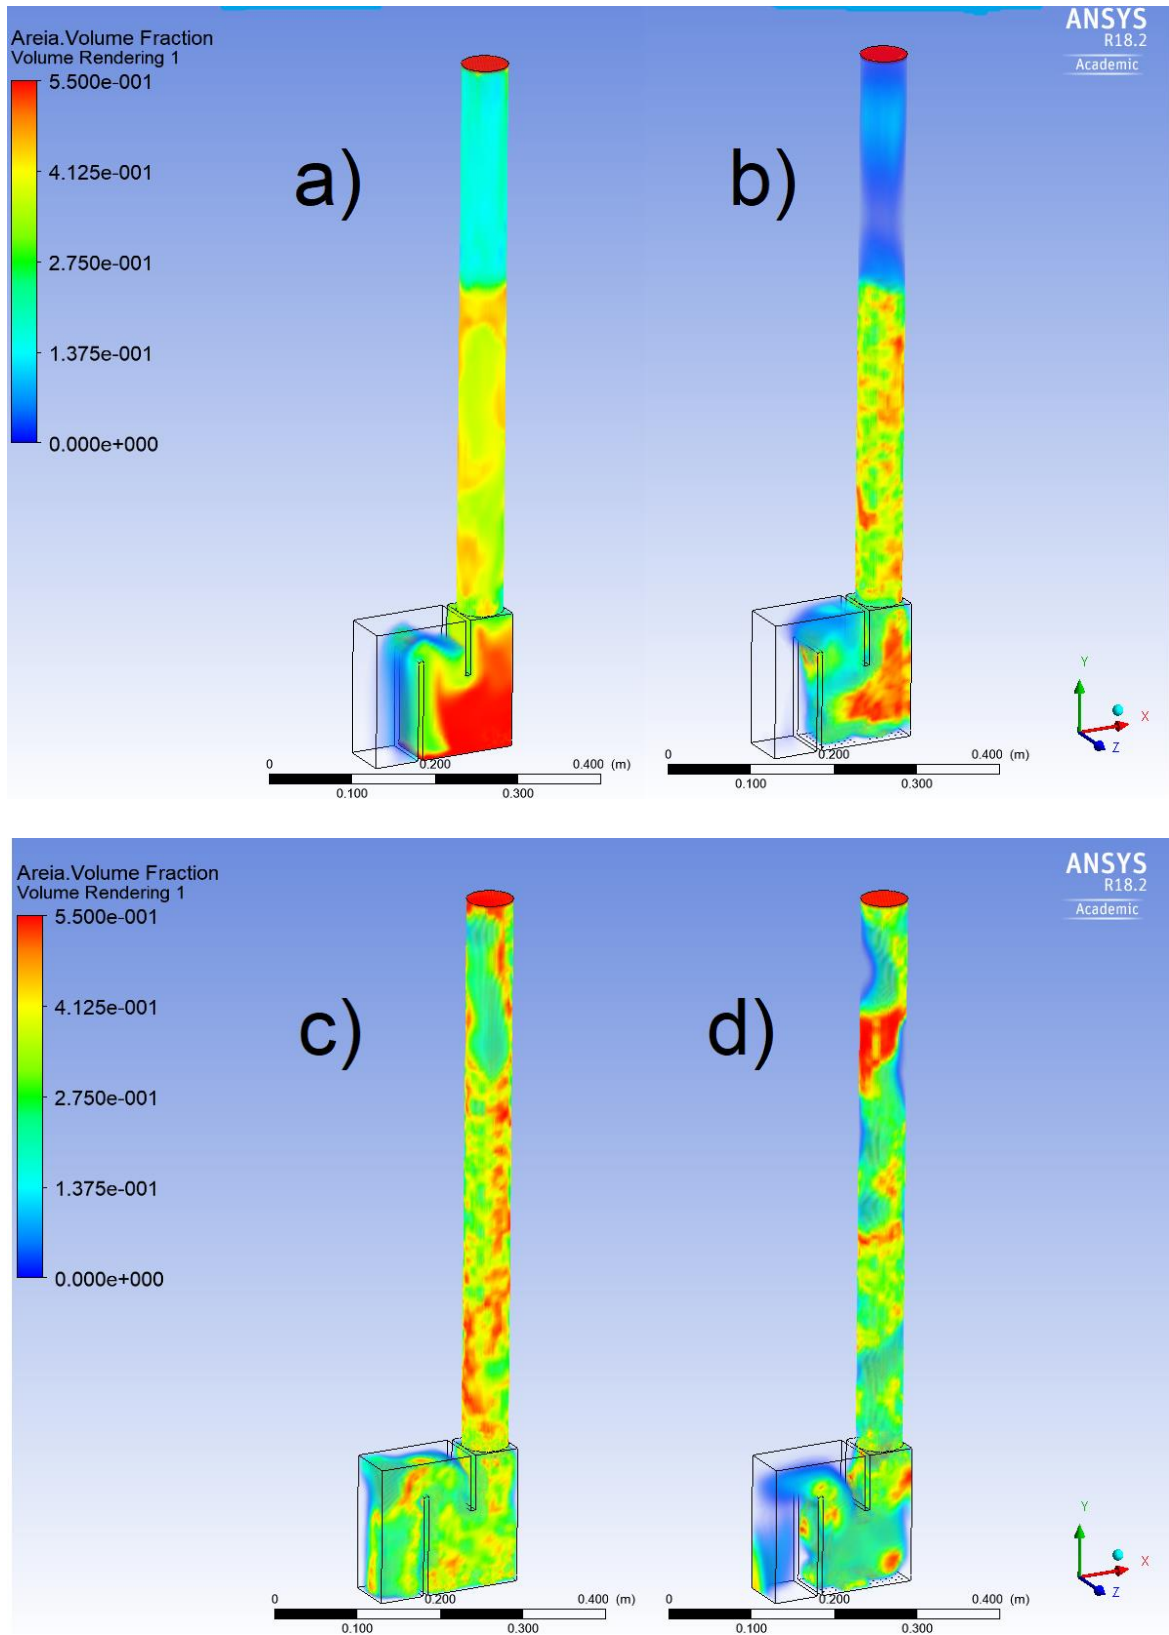 Areia.Volume Fraction
Volume Rendering 1
5.500e-001
4.125e-001
2.750e-001
1.375e-001
0.000e+000
a)
b)
ANSYS
R18.2
Academic
0
0.200
0.400 (m)
0.100
0.300
0
0.200
0.400 (m)
0.100
0.300
Y
X
Z
Areia.Volume Fraction
Volume Rendering 1
5.500e-001
4.125e-001
2.750e-001
1.375e-001
0.000e+000
c)
d)
ANSYS
R18.2
Academic
0
0.200
0.400 (m)
0.100
0.300
0
0.200
0.400 (m)
0.100
0.300
Y
X
Z